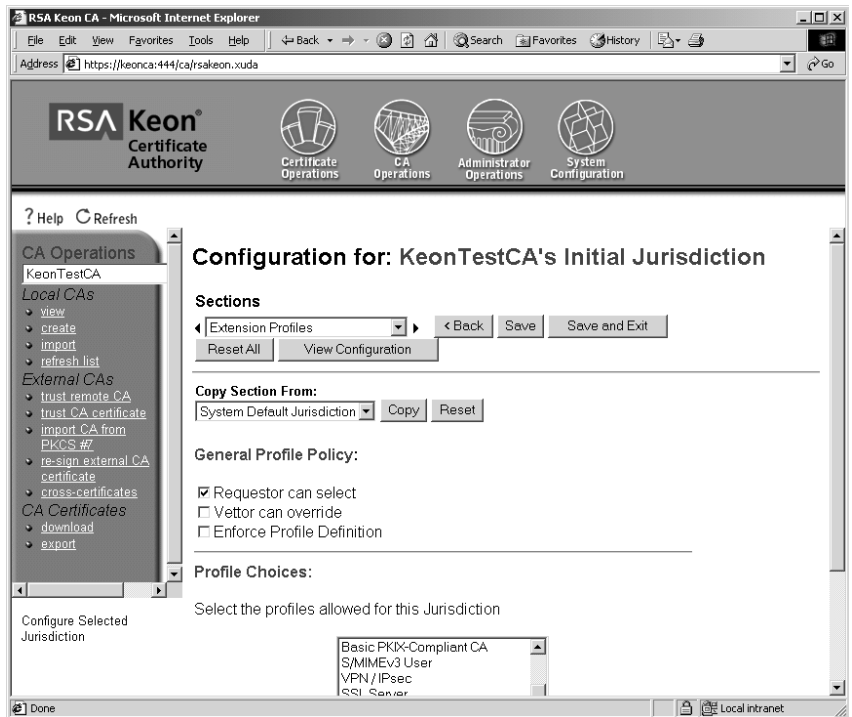 RSA Keon CA - Microsoft Internet Explorer
File Edit View Favorites Tools Help Back Search Favorites History
Address https://keonca:444/ca/rsakeon.xuda Go
RSA Keon®
Certificate
Authority
Certificate
Operations
CA
Operations
Administrator
Operations
System
Configuration
? Help Refresh
CA Operations
KeonTestCA
Local CAs
view
create
import
refresh list
External CAs
trust remote CA
trust CA certificate
import CA from
PKCS #7
re-sign external CA
certificate
cross-certificates
CA Certificates
download
export
Configure Selected
Jurisdiction
Configuration for: KeonTestCA's Initial Jurisdiction
Sections
Extension Profiles < Back Save Save and Exit
Reset All View Configuration
Copy Section From:
System Default Jurisdiction Copy Reset
General Profile Policy:
Requestor can select
Vettor can override
Enforce Profile Definition
Profile Choices:
Select the profiles allowed for this Jurisdiction
Basic PKIX-Compliant CA
S/MIMEv3 User
VPN / IPsec
SSL Server
Done Local intranet